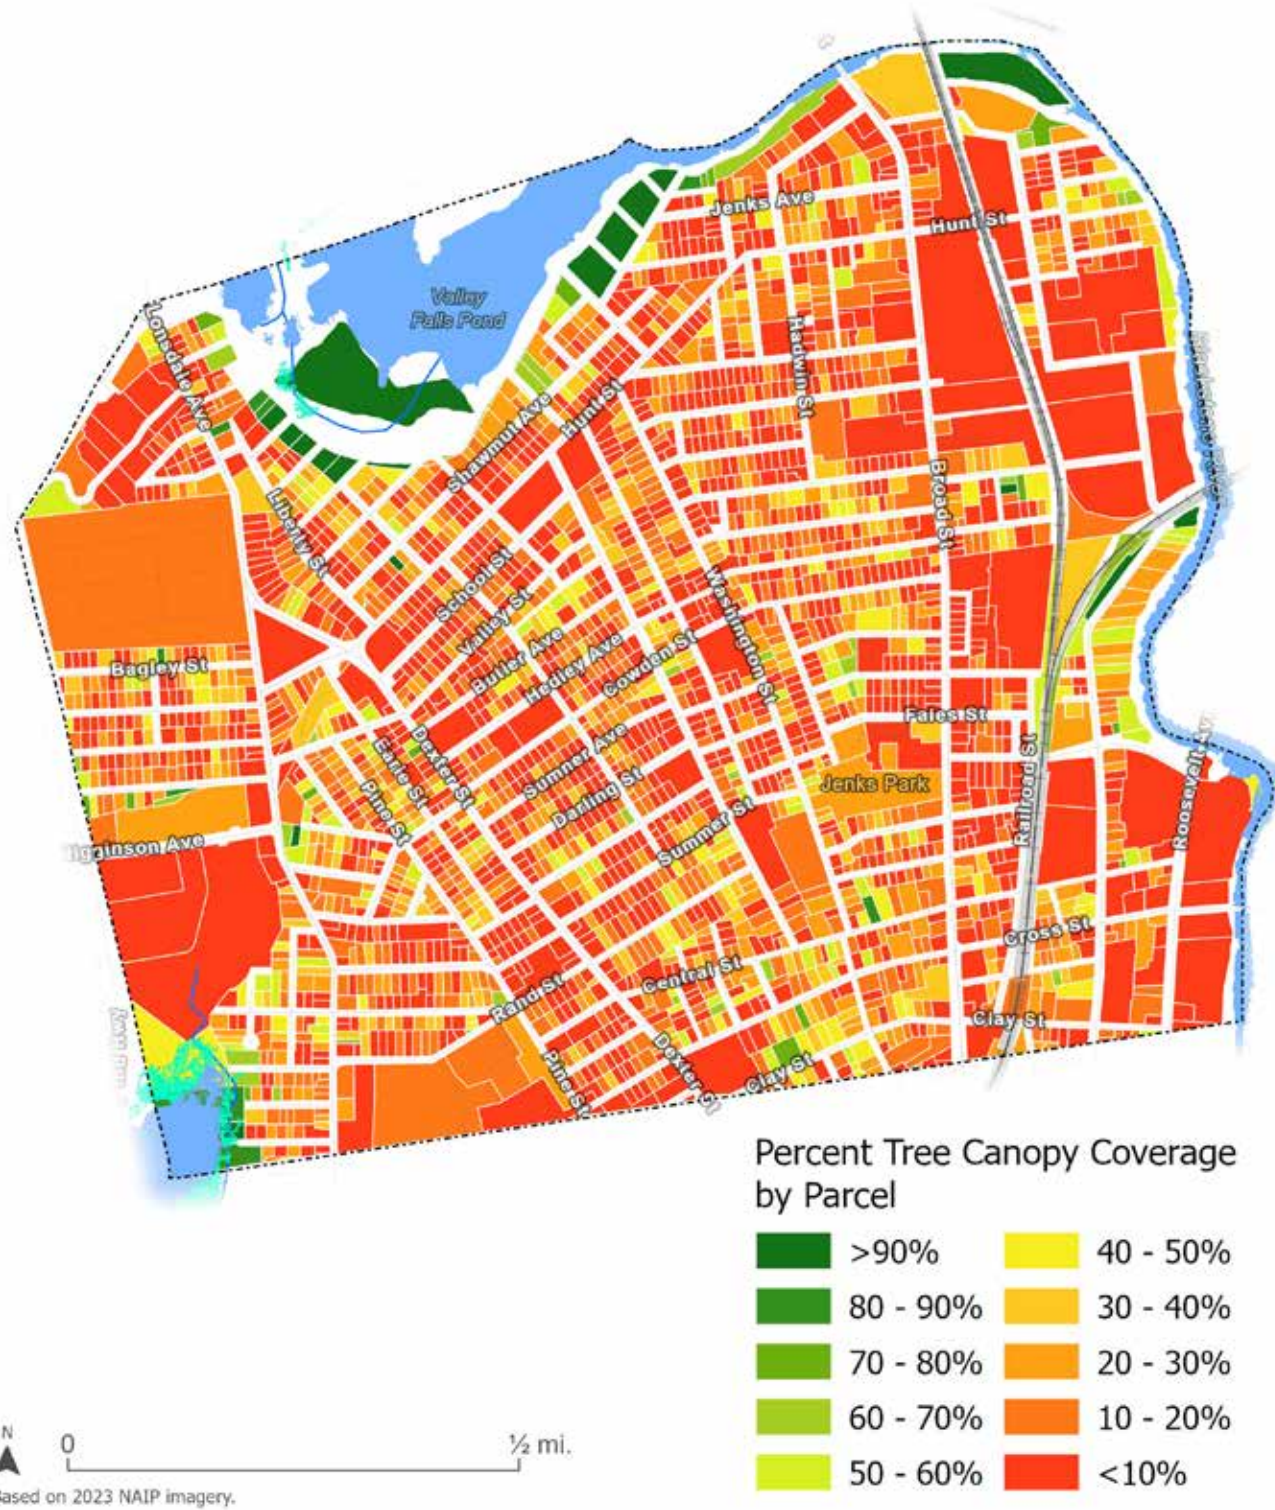 Jenks Ave
Hunt St
Valley
Falls Pond
Lonsdale Ave
Hadwin St
Hunt St
Shawmut Ave
Liberty St
Broad St
School St
Valley St
Washington St
Butler Ave
Hedley Ave
Cowden St
Bagley St
Fales St
Dexter St
Earle St
Sumner Ave
Railroad St
Pine St
Darling St
Jenks Park
Roosevelt Av
Summer St
igginson Ave
Cross St
Central St
Rand St
Clay St
Dexter Ct
Pine St
Clay St
Percent Tree Canopy Coverage
by Parcel
>90% 40 - 50%
80 - 90% 30 - 40%
70 - 80% 20 - 30%
60 - 70% 10 - 20%
50 - 60% <10%
N
0 ½ mi.
Based on 2023 NAIP imagery.